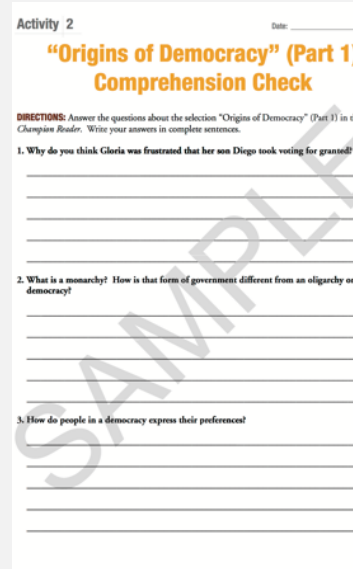 Activity 2
Date:
“Origins of Democracy” (Part 1)
Comprehension Check
DIRECTIONS: Answer the questions about the selection “Origins of Democracy” (Part 1) in
Champion Reader. Write your answers in complete sentences.
1. Why do you think Gloria was frustrated that her son Diego took voting for granted?
2. What is a monarchy? How is that form of government different from an oligarchy or
democracy?
3. How do people in a democracy express their preferences?
SAMPLE